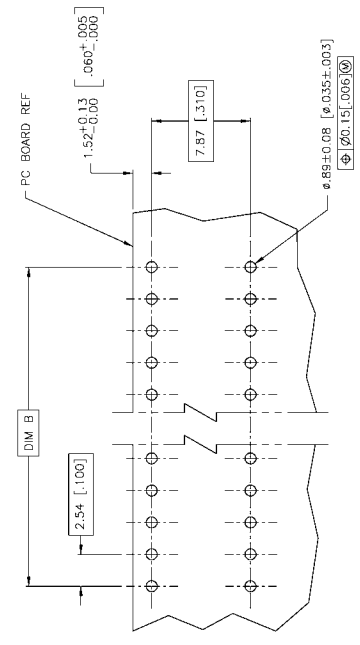 PC BOARD REF
1.52+0.13 -0.00 [.060+.005 -.000]
7.87 [.310]
ø.89±0.08 [ø.035±.003]
⌖ Ø0.15[.006]Ⓜ
DIM B
2.54 [.100]